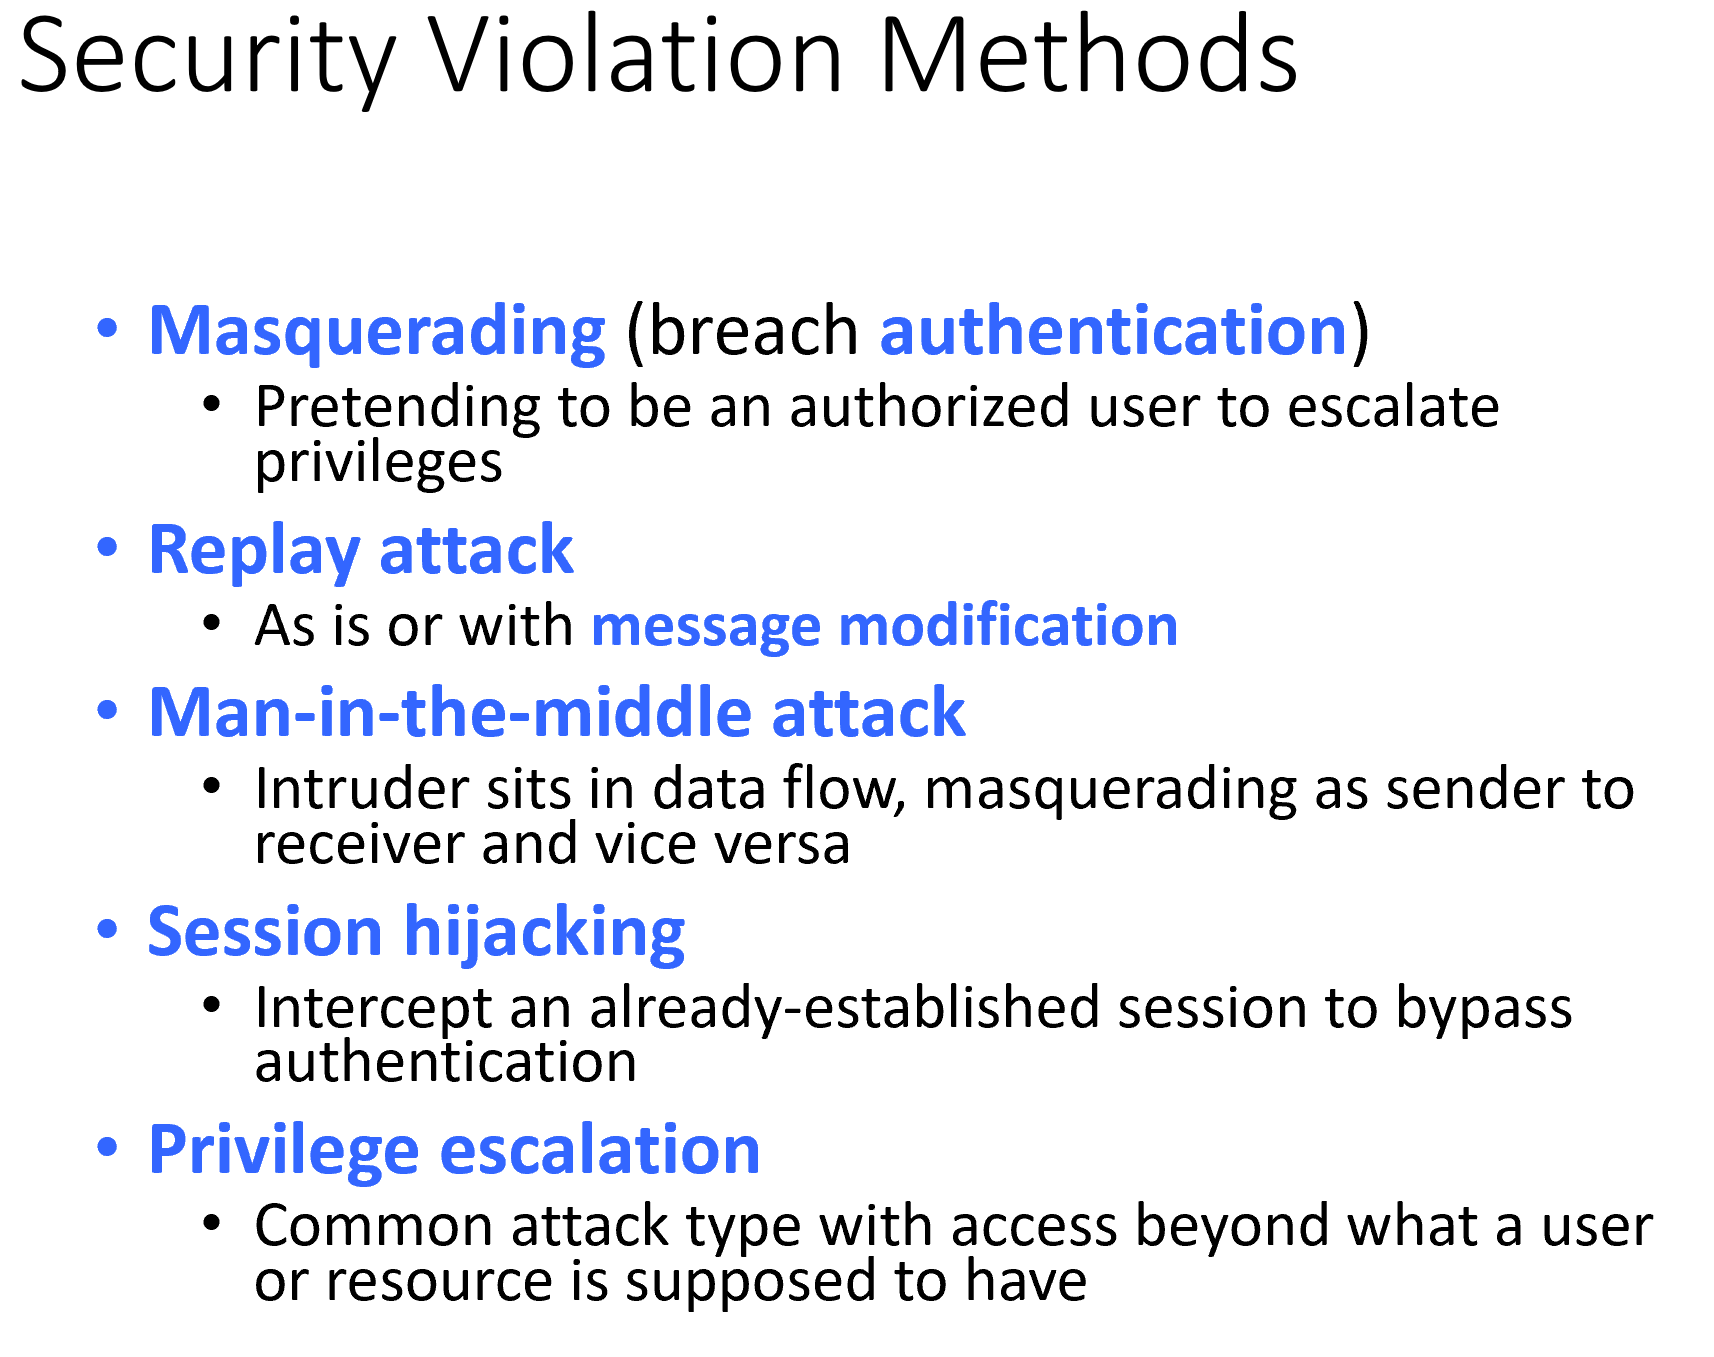 Security Violation Methods
• Masquerading (breach authentication)
• Pretending to be an authorized user to escalate
privileges
• Replay attack
• As is or with message modification
• Man-in-the-middle attack
• Intruder sits in data flow, masquerading as sender to
receiver and vice versa
• Session hijacking
• Intercept an already-established session to bypass
authentication
• Privilege escalation
• Common attack type with access beyond what a user
or resource is supposed to have